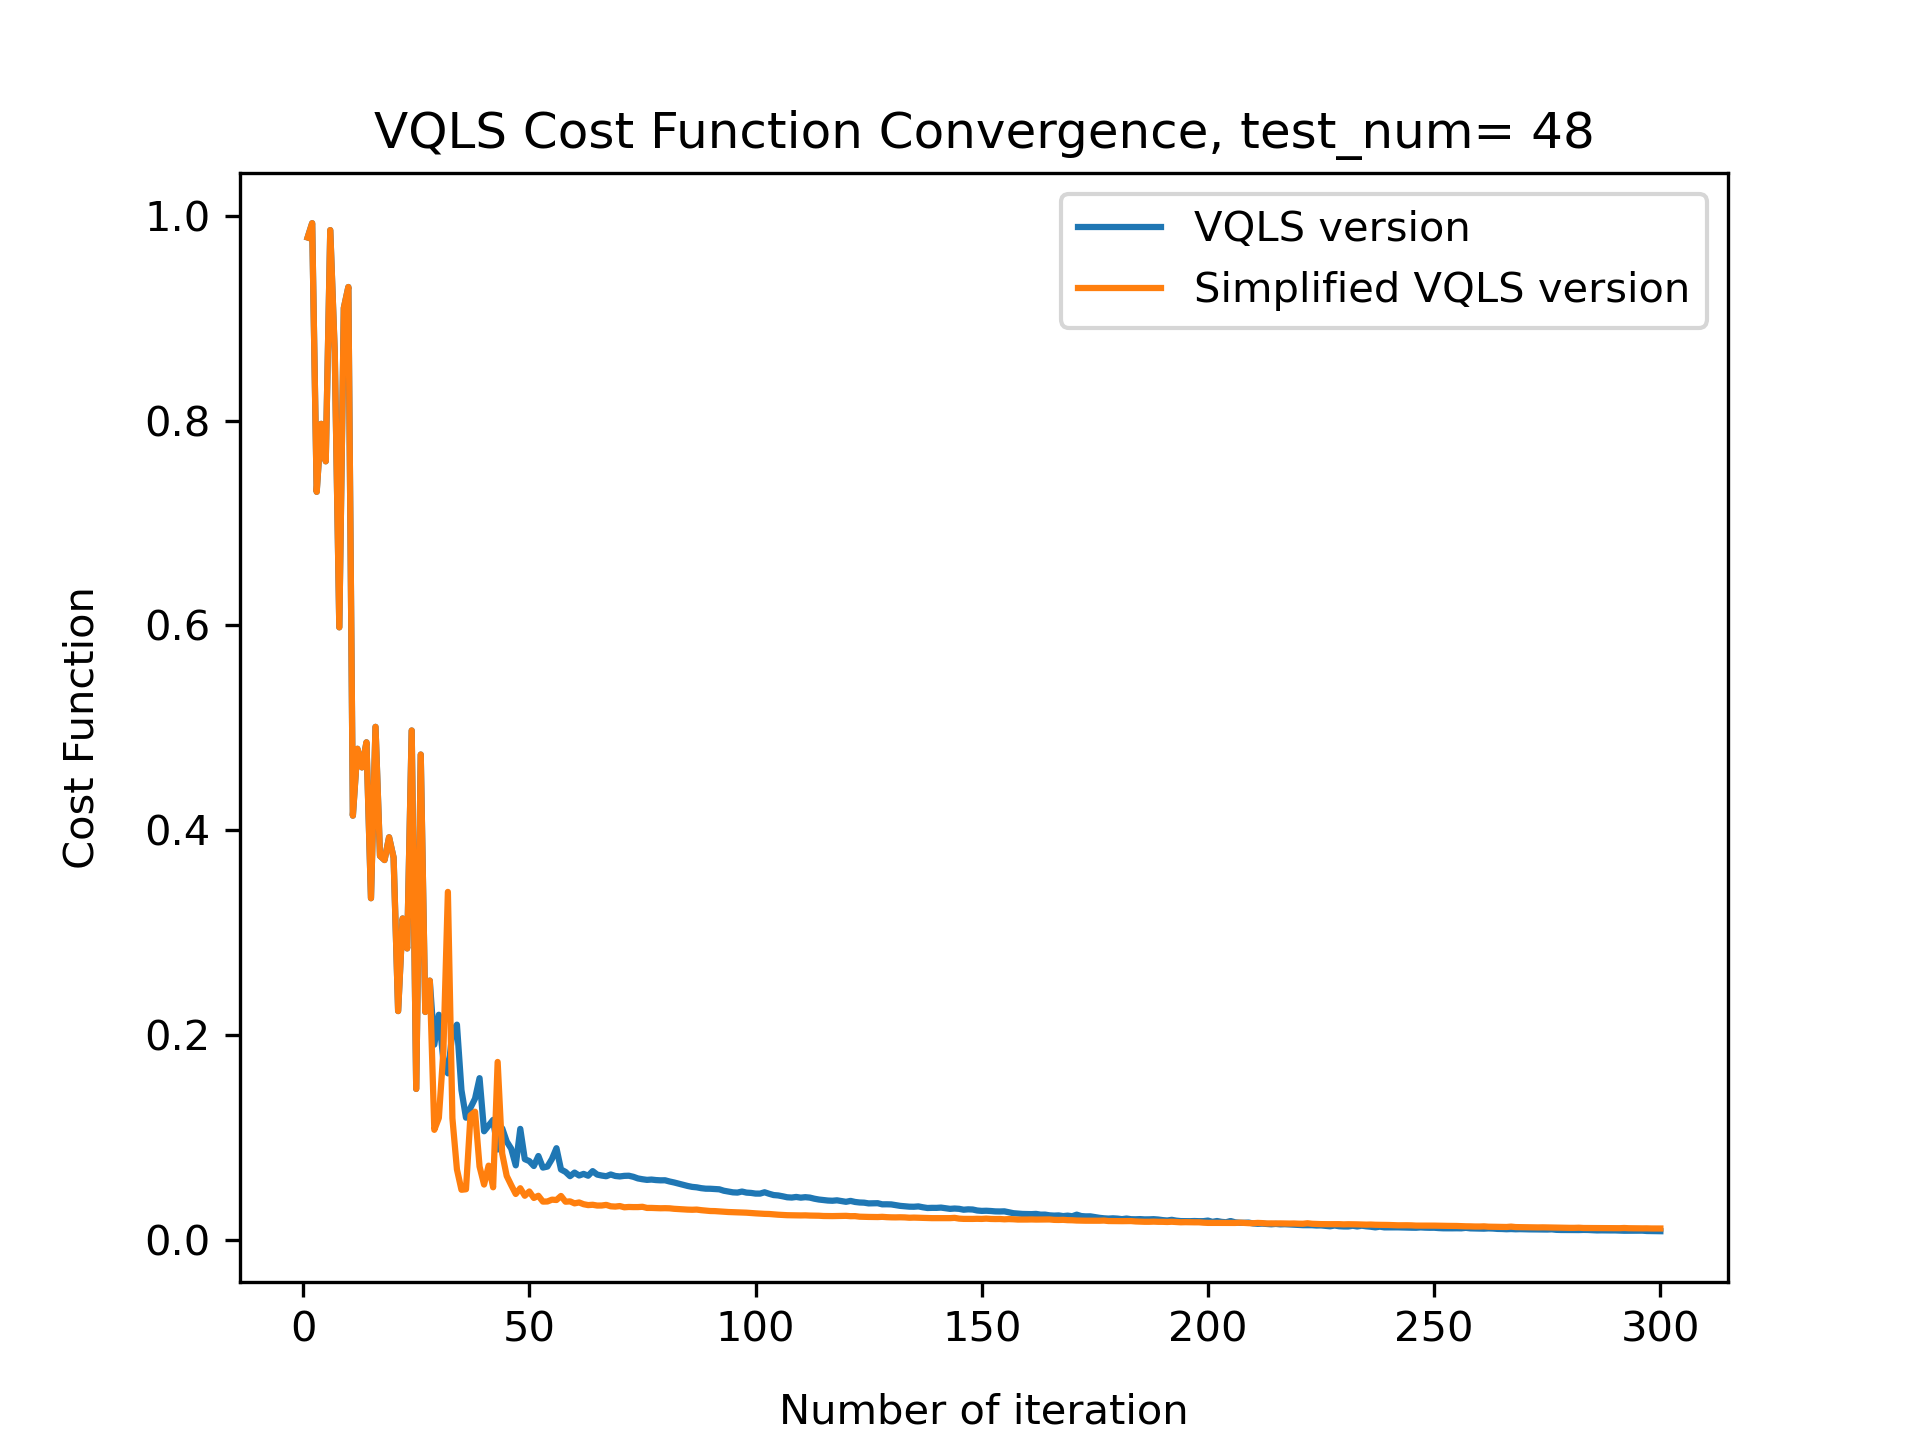 VQLS Cost Function Convergence, test_num= 48
VQLS version
Simplified VQLS version
1.0
0.8
0.6
0.4
0.2
0.0
Cost Function
0 50 100 150 200 250 300
Number of iteration